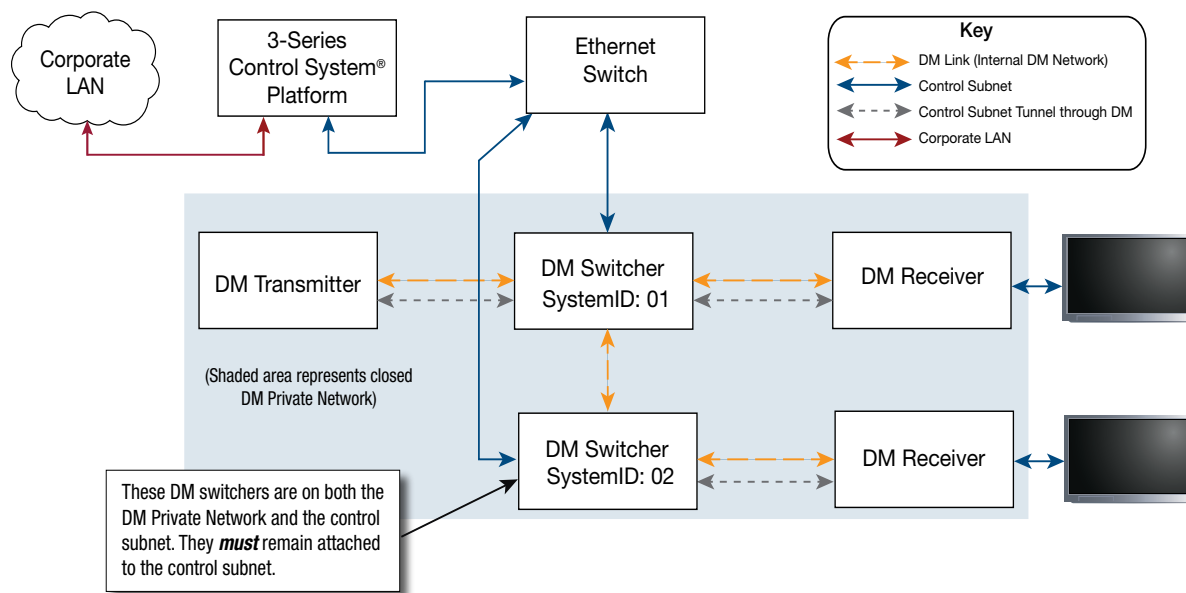 Corporate
LAN
3-Series
Control System®
Platform
Ethernet
Switch
Key
DM Link (Internal DM Network)
Control Subnet
Control Subnet Tunnel through DM
Corporate LAN
DM Transmitter
DM Switcher
SystemID: 01
DM Receiver
(Shaded area represents closed
DM Private Network)
DM Switcher
SystemID: 02
DM Receiver
These DM switchers are on both the
DM Private Network and the control
subnet. They must remain attached
to the control subnet.